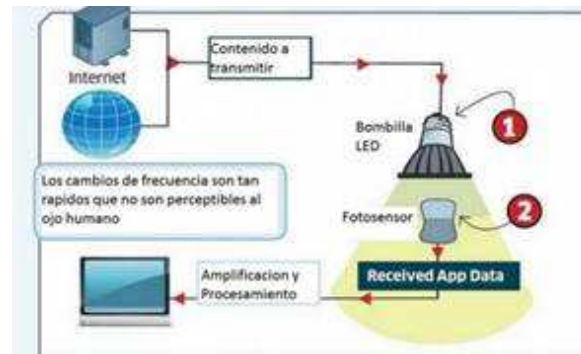 Internet
Contenido a
transmitir
Bombilla
LED
1
Los cambios de frecuencia son tan
rapidos que no son perceptibles al
ojo humano
Fotosensor
2
Amplificacion y
Procesamiento
Received App Data